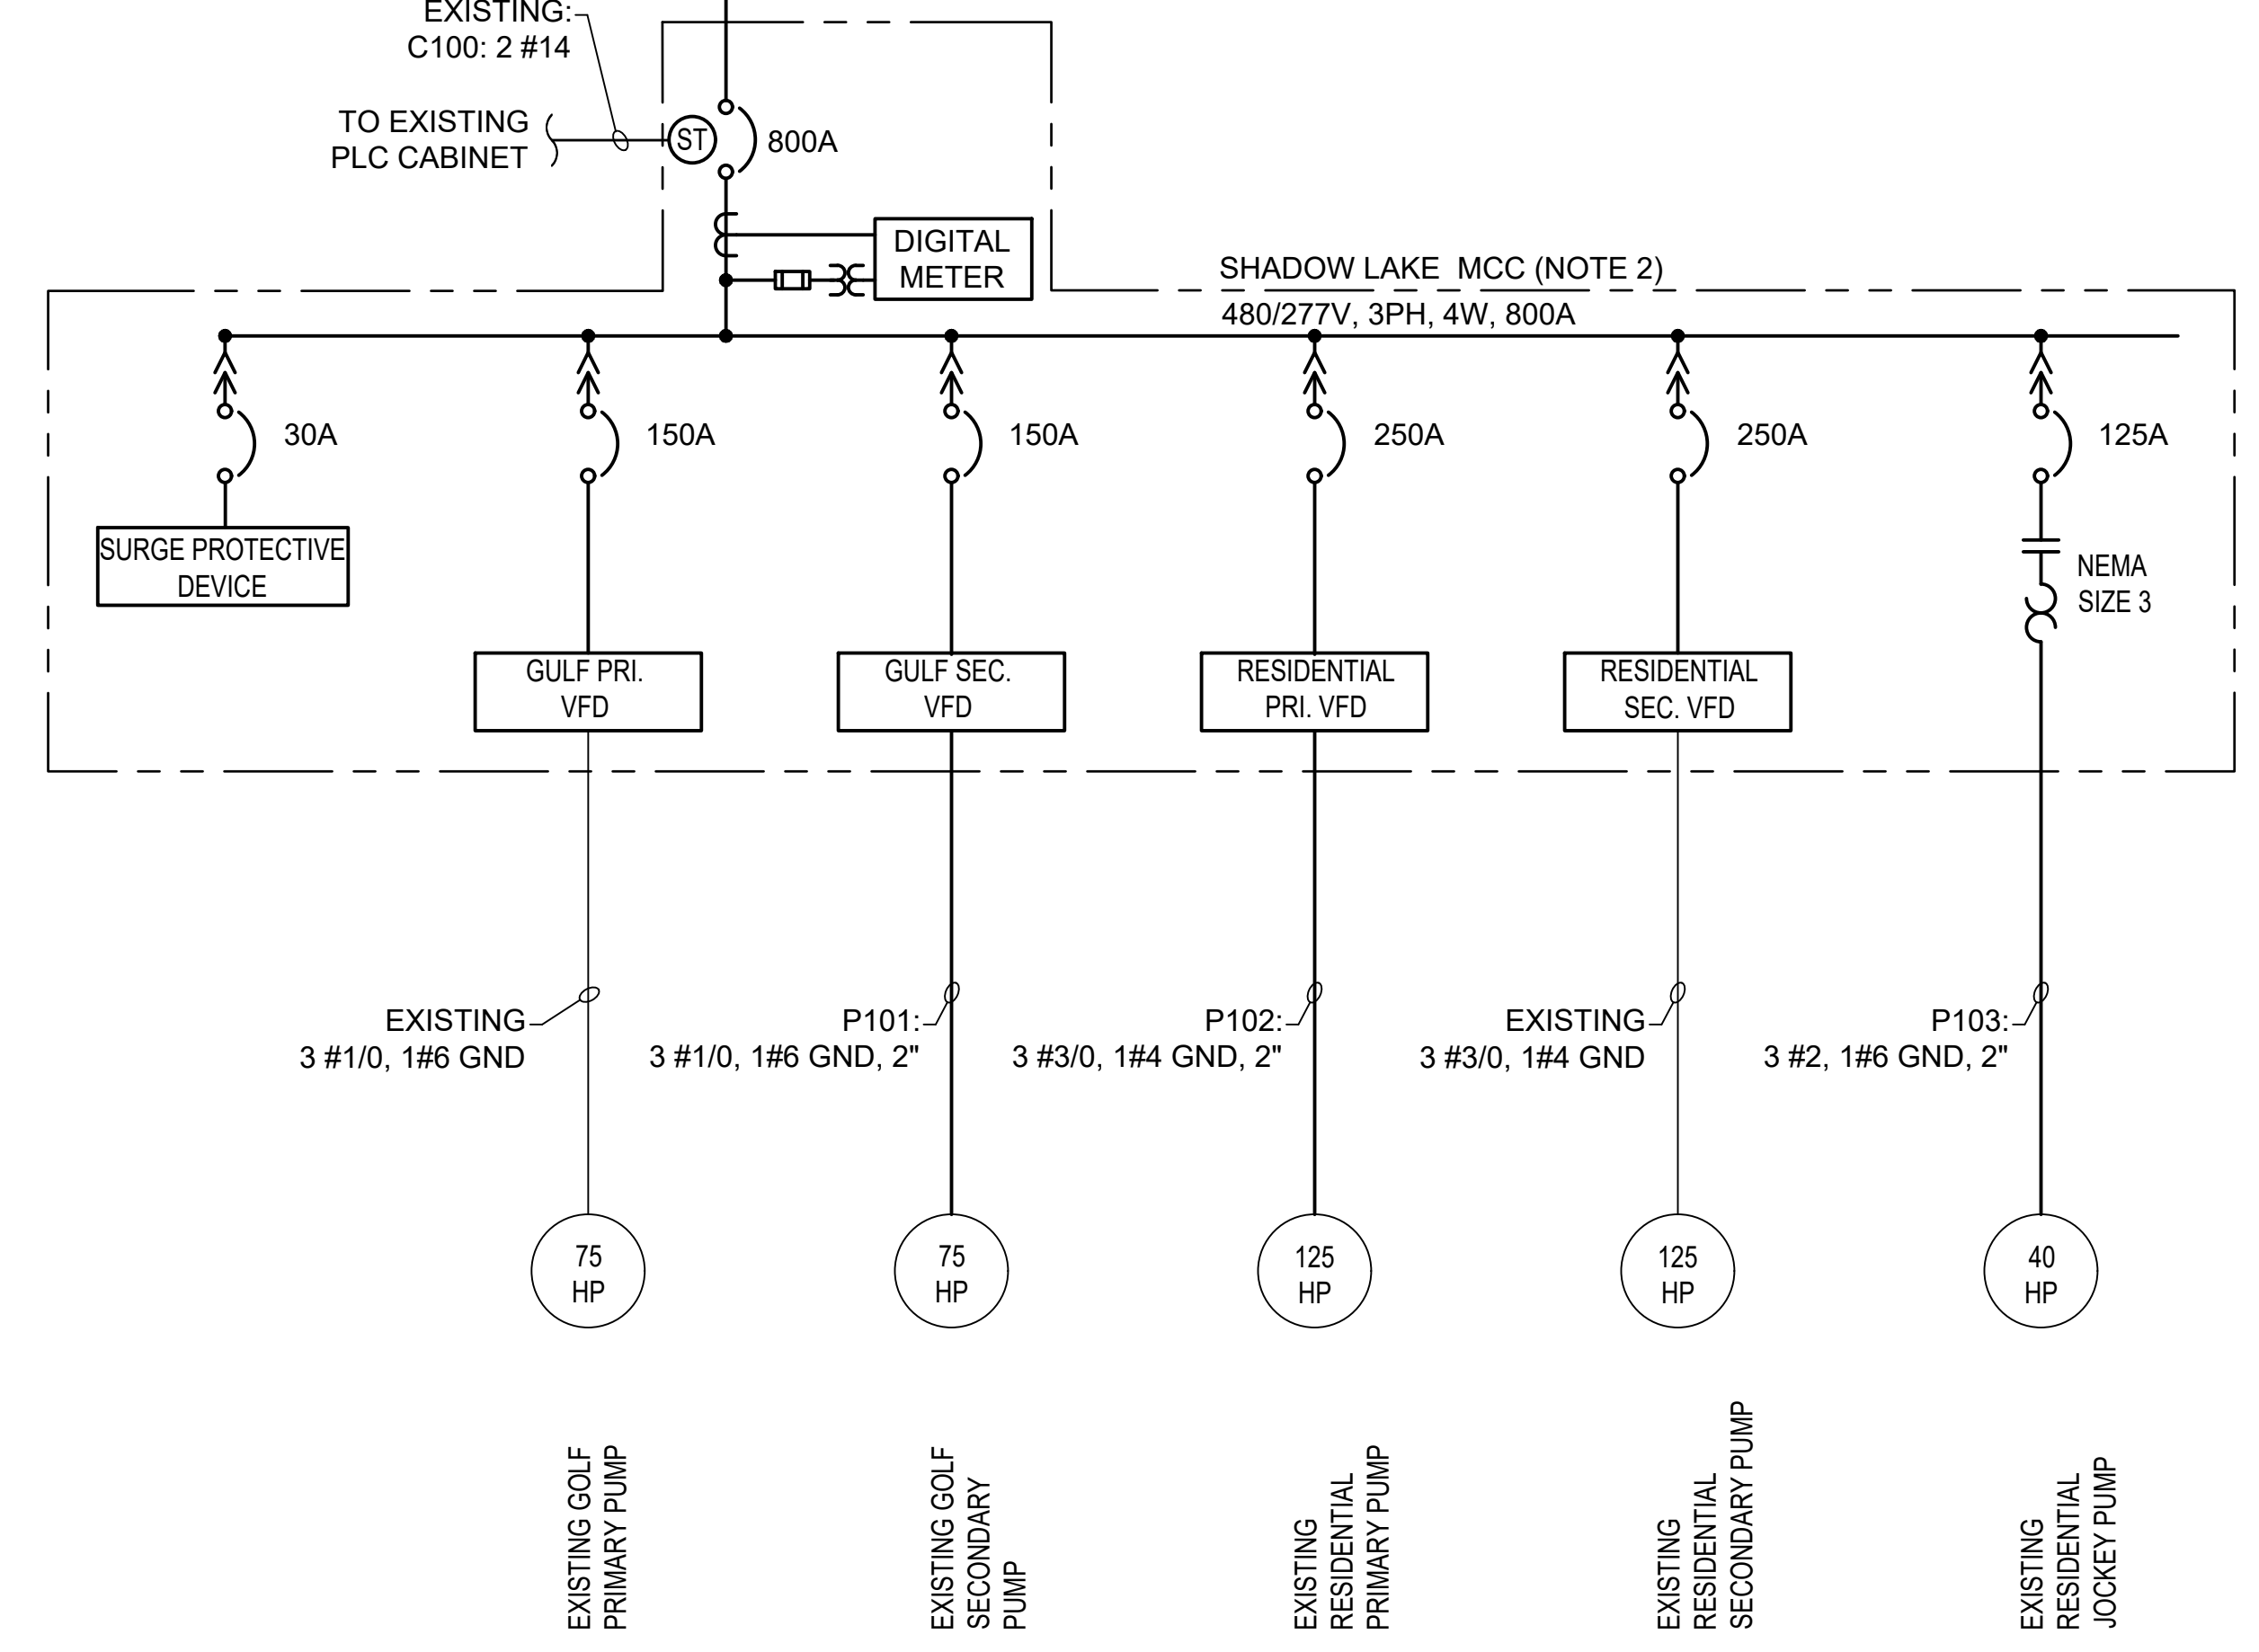 EXISTING:
C100: 2 #14
TO EXISTING
PLC CABINET
ST
800A
DIGITAL
METER
SHADOW LAKE MCC (NOTE 2)
480/277V, 3PH, 4W, 800A
30A
150A
150A
250A
250A
125A
SURGE PROTECTIVE
DEVICE
NEMA
SIZE 3
GULF PRI.
VFD
GULF SEC.
VFD
RESIDENTIAL
PRI. VFD
RESIDENTIAL
SEC. VFD
EXISTING
3 #1/0, 1#6 GND
P101:
3 #1/0, 1#6 GND, 2"
P102:
3 #3/0, 1#4 GND, 2"
EXISTING
3 #3/0, 1#4 GND
P103:
3 #2, 1#6 GND, 2"
75
HP
75
HP
125
HP
125
HP
40
HP
EXISTING GOLF
PRIMARY PUMP
EXISTING GOLF
SECONDARY
PUMP
EXISTING
RESIDENTIAL
PRIMARY PUMP
EXISTING
RESIDENTIAL
SECONDARY PUMP
EXISTING
RESIDENTIAL
JOCKEY PUMP